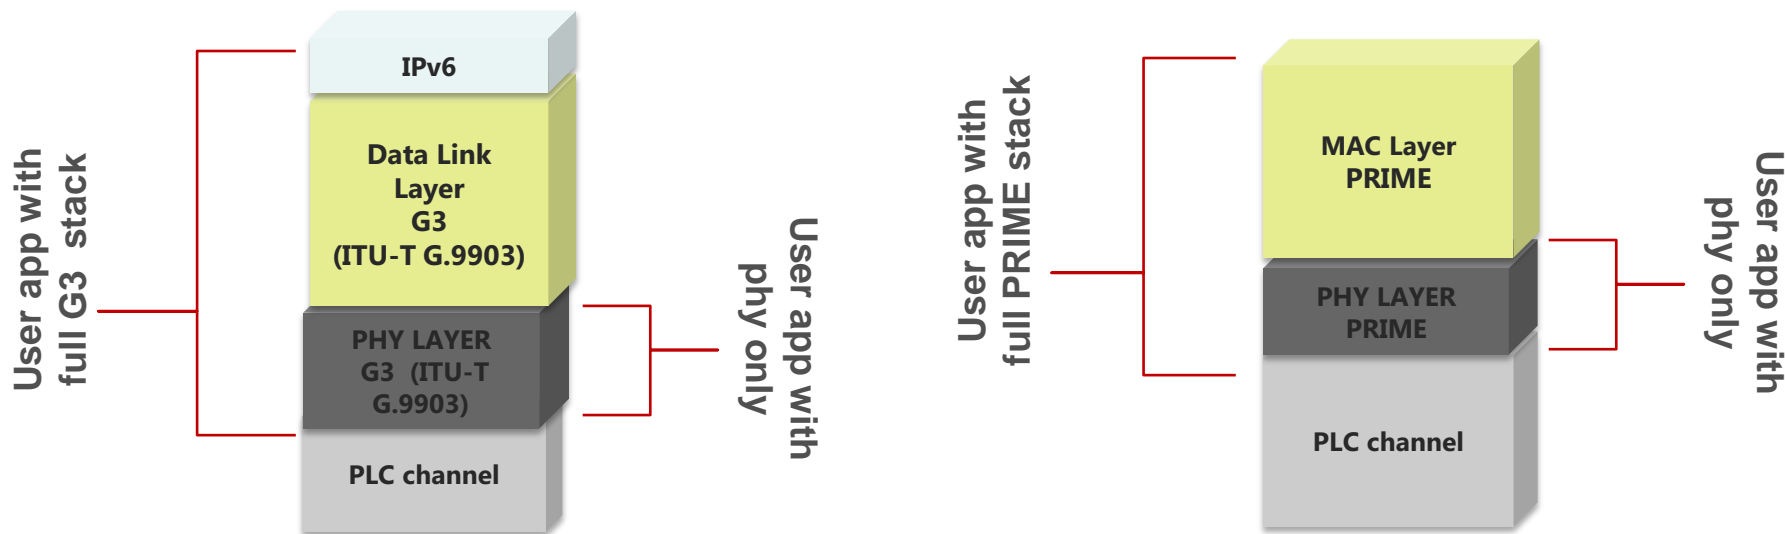 User app with
full G3 stack
IPv6
Data Link
Layer
G3
(ITU-T G.9903)
PHY LAYER
G3 (ITU-T
G.9903)
PLC channel
User app with
phy only
User app with
full PRIME stack
MAC Layer
PRIME
PHY LAYER
PRIME
PLC channel
User app with
phy only